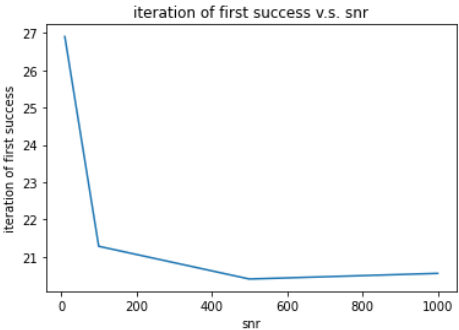 iteration of first success v.s. snr
27
26
25
24
23
22
21
iteration of first success
0 200 400 600 800 1000
snr